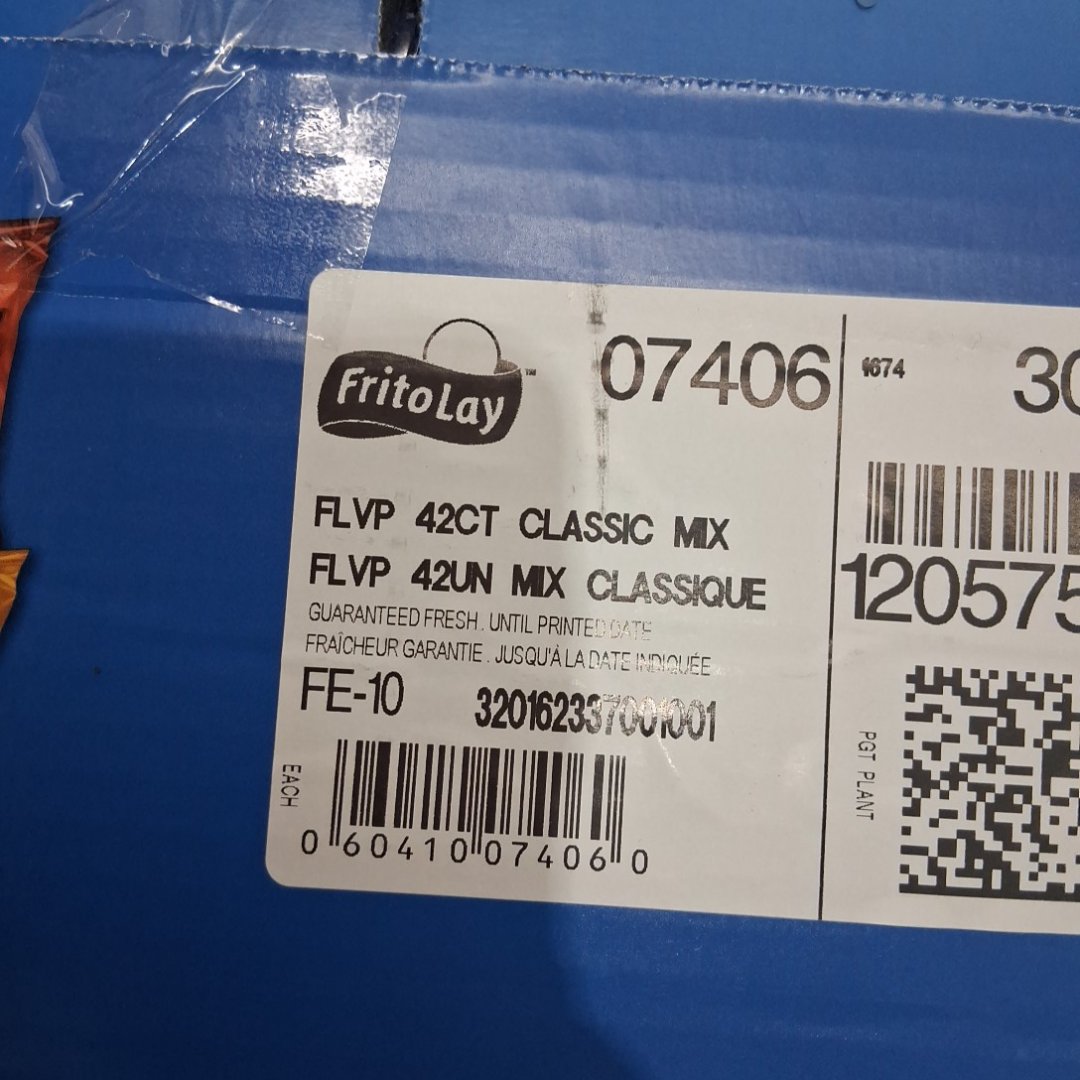 FritoLay™
07406
FLVP 42CT CLASSIC MIX
FLVP 42UN MIX CLASSIQUE
GUARANTEED FRESH . UNTIL PRINTED DATE
FRAÎCHEUR GARANTIE . JUSQU'À LA DATE INDIQUÉE
FE-10 320162337001001
EACH
0 60410 07406 0
1674 30
120575
PGT PLANT